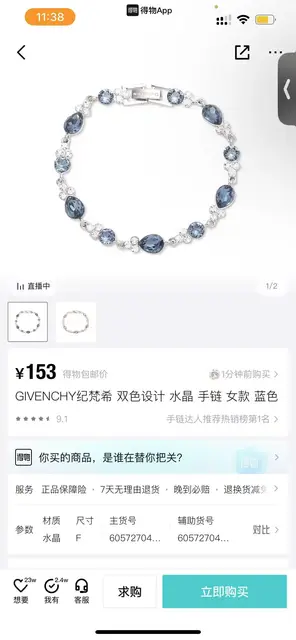 11:38
得物 得物App
直播中
1/2
¥153 得物包邮价 1分钟前购买 >
GIVENCHY纪梵希 双色设计 水晶 手链 女款 蓝色
9.1 手链达人推荐热销榜第1名 >
得物 你买的商品，是谁在替你把关？
服务 正品保障险 · 7天无理由退货 · 晚到必赔 · 退换货减免
参数 材质 尺寸 主货号 辅助货号 对比 >
水晶 F 60572704... 60572704...
23w 2.4w
想要 我有 客服 求购 立即购买